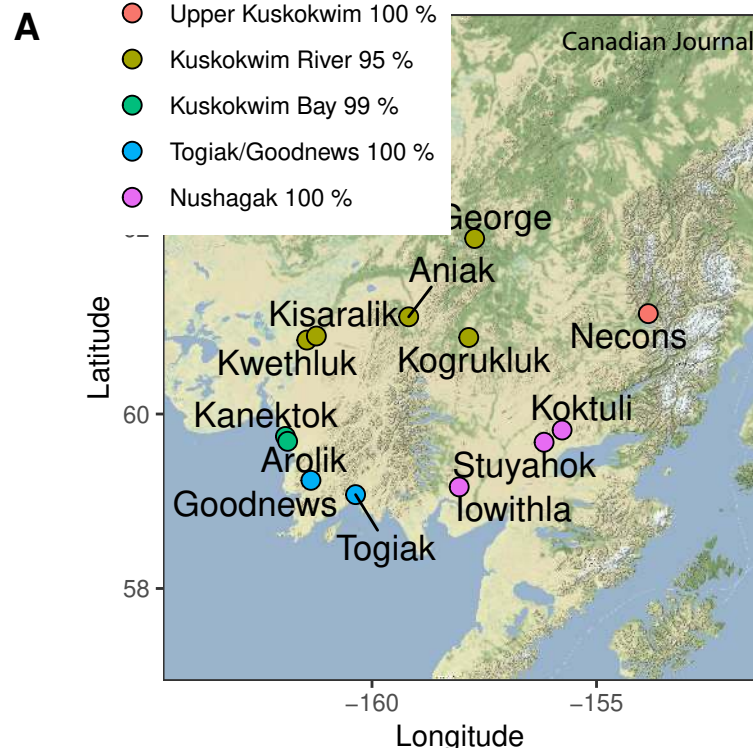 A
Upper Kuskokwim 100 %
Canadian Journal
Kuskokwim River 95 %
Kuskokwim Bay 99 %
Togiak/Goodnews 100 %
Nushagak 100 %
George
Aniak
Kisaralik
Necons
Kwethluk
Kogrukluk
Koktuli
Kanektok
Arolik
Stuyahok
Goodnews
Iowithla
Togiak
Latitude
60
58
−160
−155
Longitude